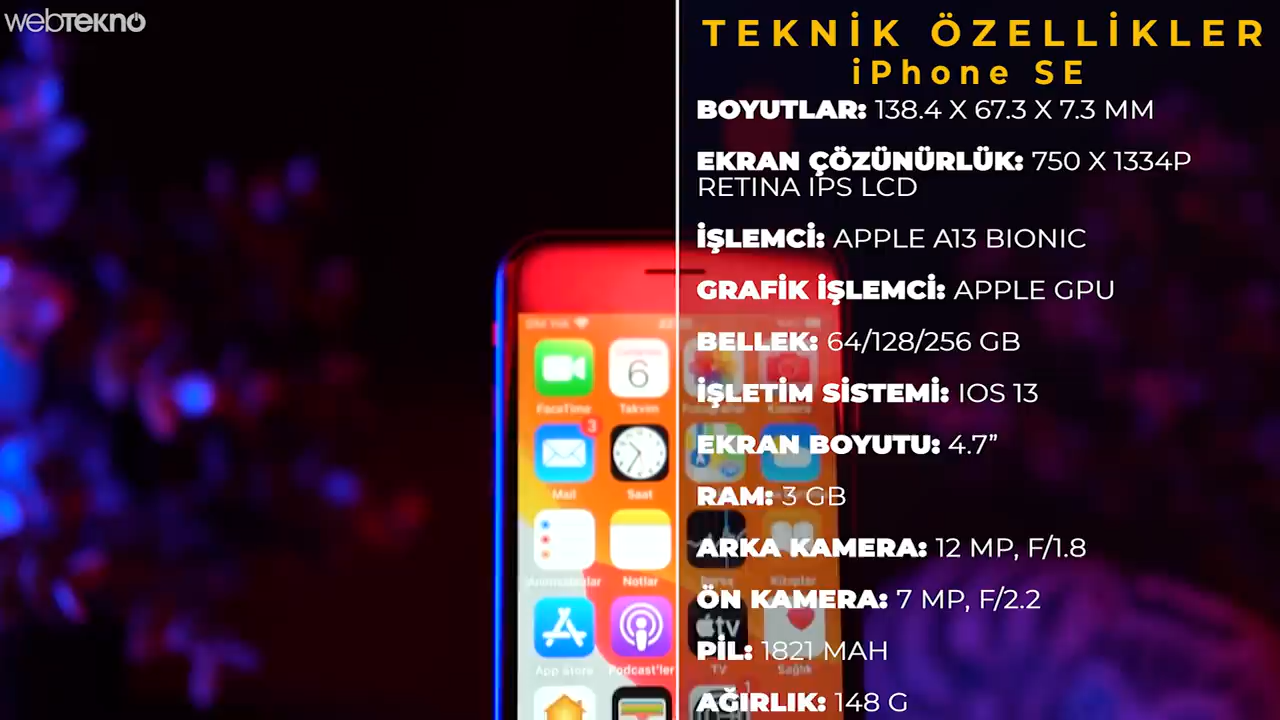 webTEKNO
TEKNİK ÖZELLİKLER
iPhone SE
BOYUTLAR: 138.4 X 67.3 X 7.3 MM
EKRAN ÇÖZÜNÜRLÜK: 750 X 1334P
RETINA IPS LCD
İŞLEMCİ: APPLE A13 BIONIC
GRAFİK İŞLEMCİ: APPLE GPU
BELLEK: 64/128/256 GB
İŞLETİM SİSTEMİ: IOS 13
EKRAN BOYUTU: 4.7”
RAM: 3 GB
ARKA KAMERA: 12 MP, F/1.8
ÖN KAMERA: 7 MP, F/2.2
PİL: 1821 MAH
AĞIRLIK: 148 G
6
FaceTime Takvim
3
Mail Saat
Anımsatıcılar Notlar Kitaplar
tv
App Store Podcast'ler TV Sağlık
1